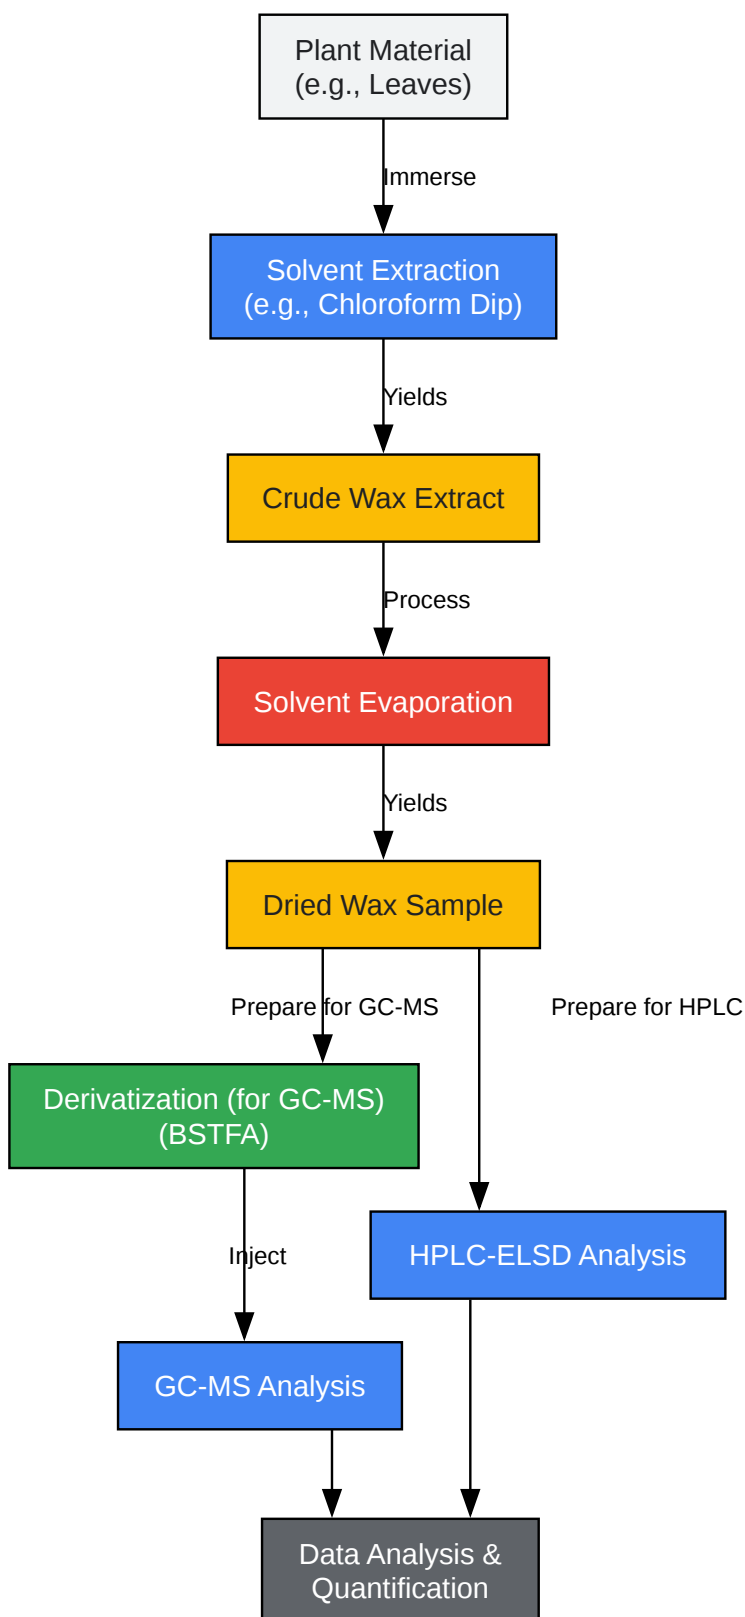 Plant Material
(e.g., Leaves)
Immerse
Solvent Extraction
(e.g., Chloroform Dip)
Yields
Crude Wax Extract
Process
Solvent Evaporation
Yields
Dried Wax Sample
Prepare for GC-MS
Prepare for HPLC
Derivatization (for GC-MS)
(BSTFA)
Inject
HPLC-ELSD Analysis
GC-MS Analysis
Data Analysis &
Quantification